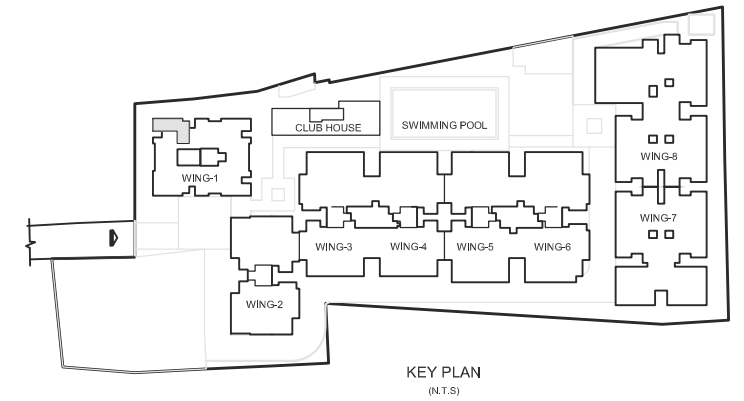 CLUB HOUSE
SWIMMING POOL
WING-8
WING-1
WING-7
WING-3
WING-4
WING-5
WING-6
WING-2
KEY PLAN
(N.T.S)